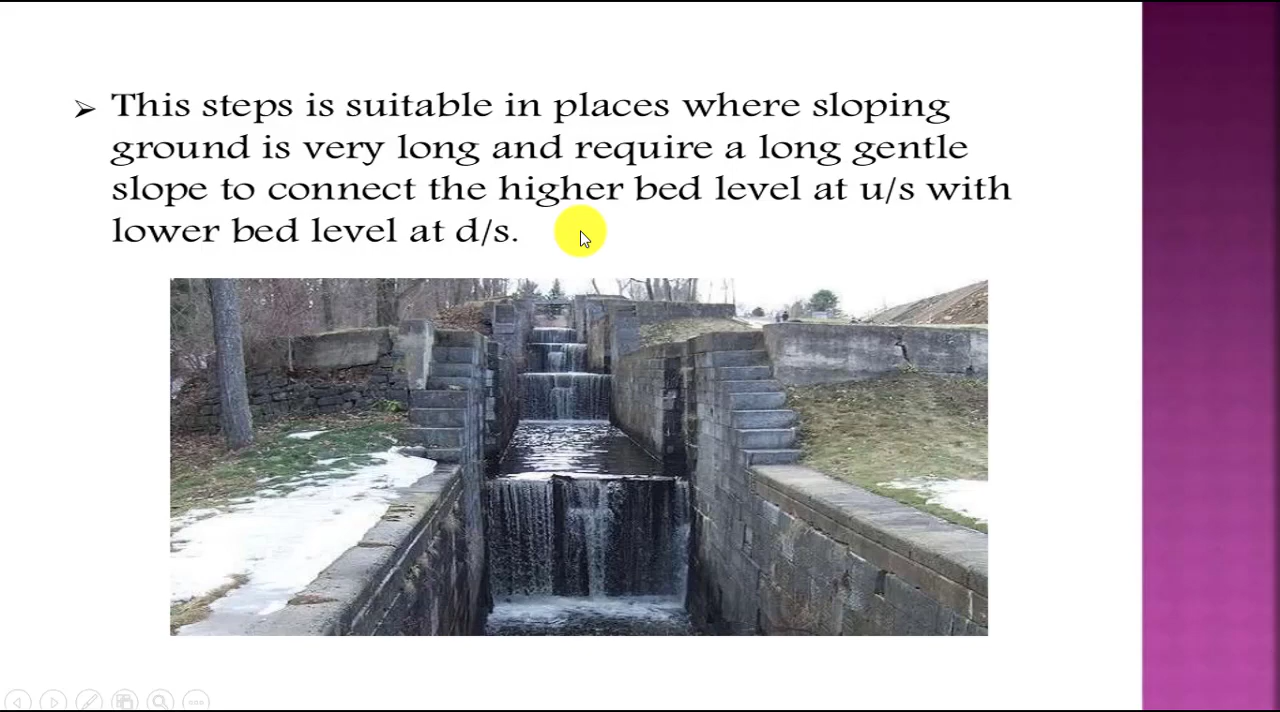 This steps is suitable in places where sloping
ground is very long and require a long gentle
slope to connect the higher bed level at u/s with
lower bed level at d/s.